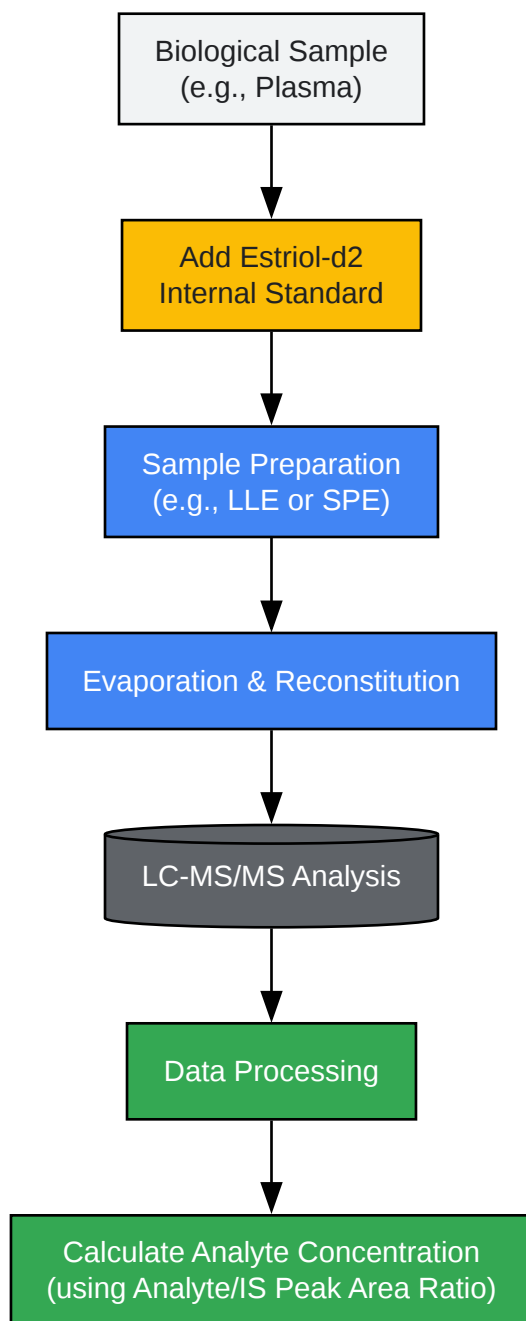 Biological Sample
(e.g., Plasma)
Add Estriol-d2
Internal Standard
Sample Preparation
(e.g., LLE or SPE)
Evaporation & Reconstitution
LC-MS/MS Analysis
Data Processing
Calculate Analyte Concentration
(using Analyte/IS Peak Area Ratio)